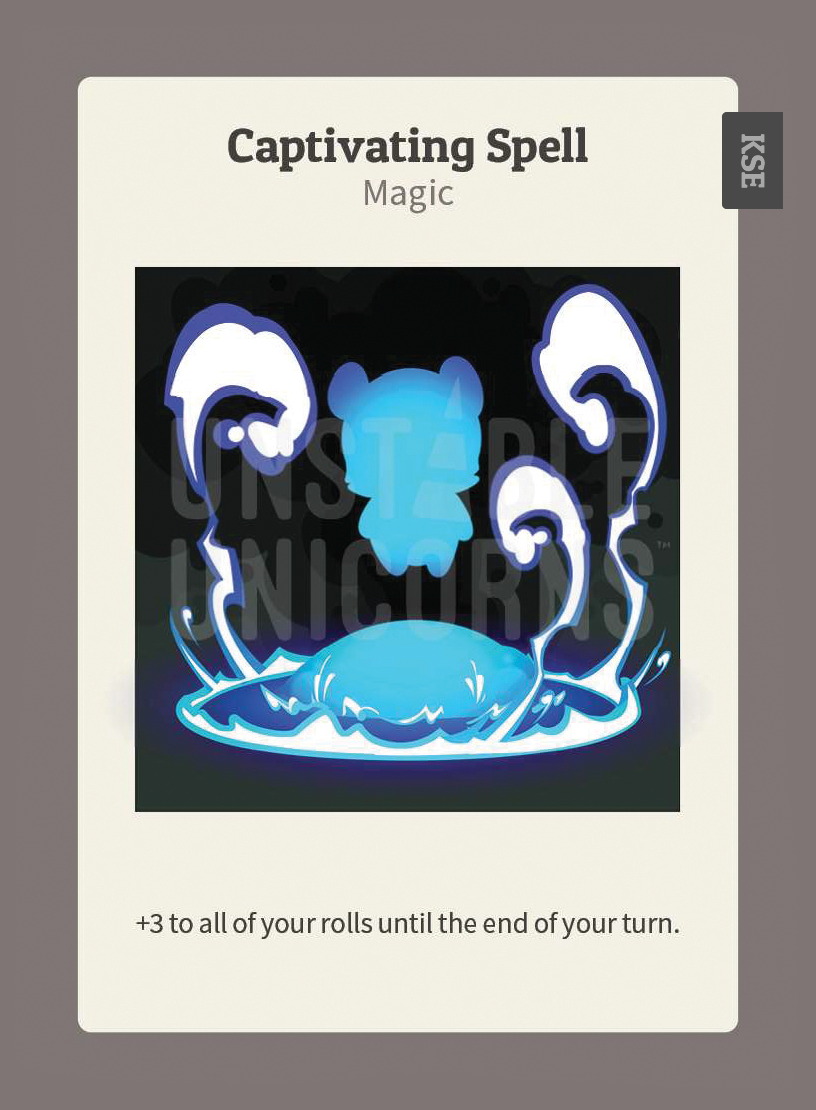 Captivating Spell
Magic
KSE
UNSTABLE
UNICORNS
TM
+3 to all of your rolls until the end of your turn.